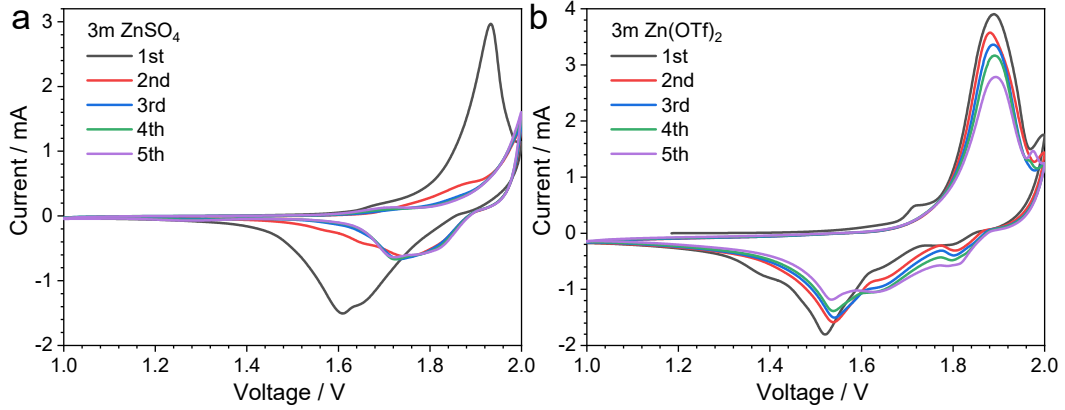 a
3m ZnSO4
1st
2nd
3rd
4th
5th
Current / mA
3
2
1
0
-1
-2
1.0 1.2 1.4 1.6 1.8 2.0
Voltage / V
b
3m Zn(OTf)2
1st
2nd
3rd
4th
5th
Current / mA
4
3
2
1
0
-1
-2
1.0 1.2 1.4 1.6 1.8 2.0
Voltage / V